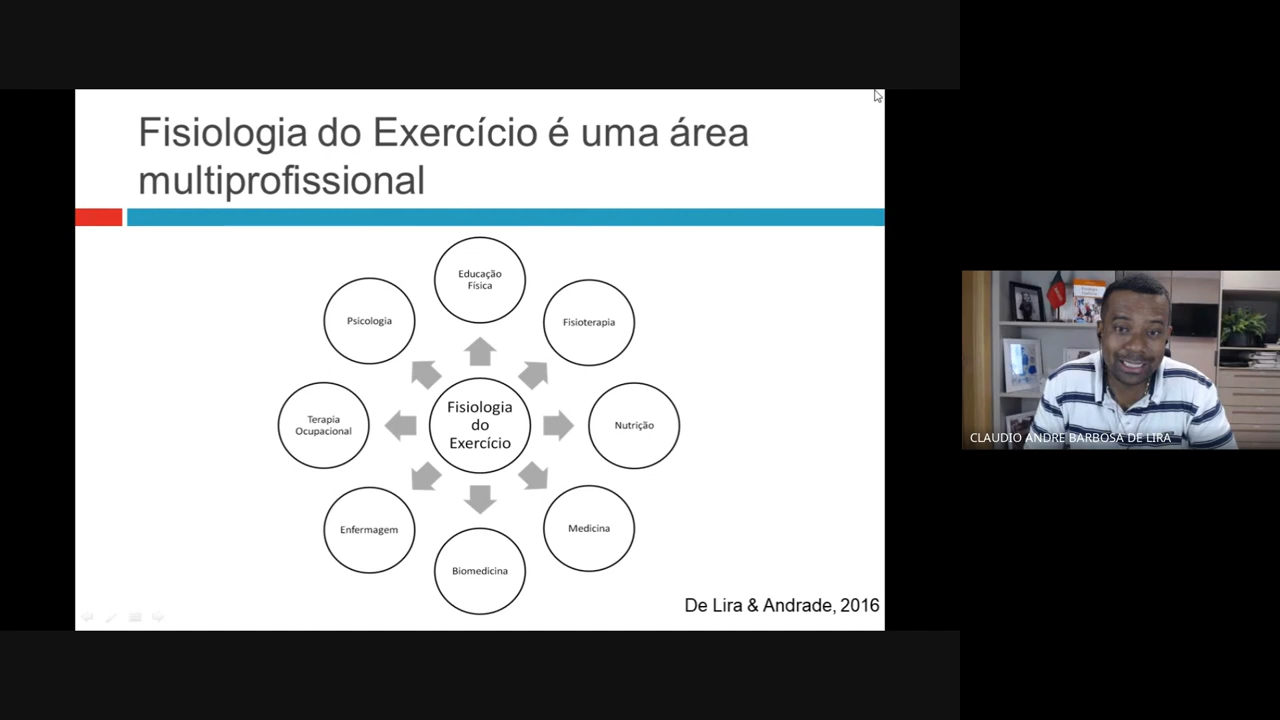 Fisiologia do Exercício é uma área
multiprofissional
Educação
Física
Psicologia
Fisioterapia
Terapia
Ocupacional
Fisiologia
do
Exercício
Nutrição
Enfermagem
Medicina
Biomedicina
De Lira & Andrade, 2016
CLAUDIO ANDRE BARBOSA DE LIRA